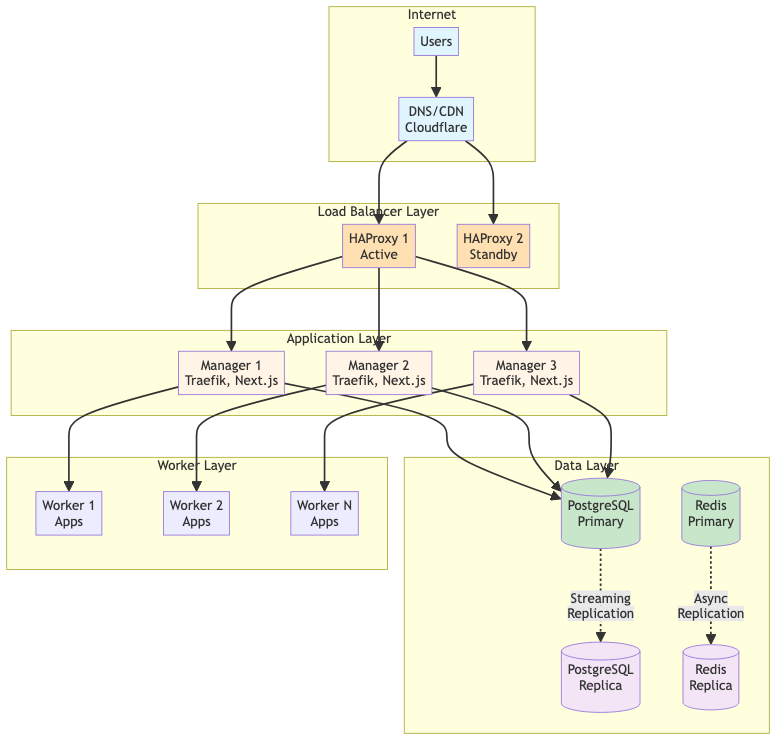 Internet
Users
DNS/CDN
Cloudflare
Load Balancer Layer
HAProxy 1
Active
HAProxy 2
Standby
Application Layer
Manager 1
Traefik, Next.js
Manager 2
Traefik, Next.js
Manager 3
Traefik, Next.js
Worker Layer
Worker 1
Apps
Worker 2
Apps
Worker N
Apps
Data Layer
PostgreSQL
Primary
Redis
Primary
Streaming
Replication
Async
Replication
PostgreSQL
Replica
Redis
Replica